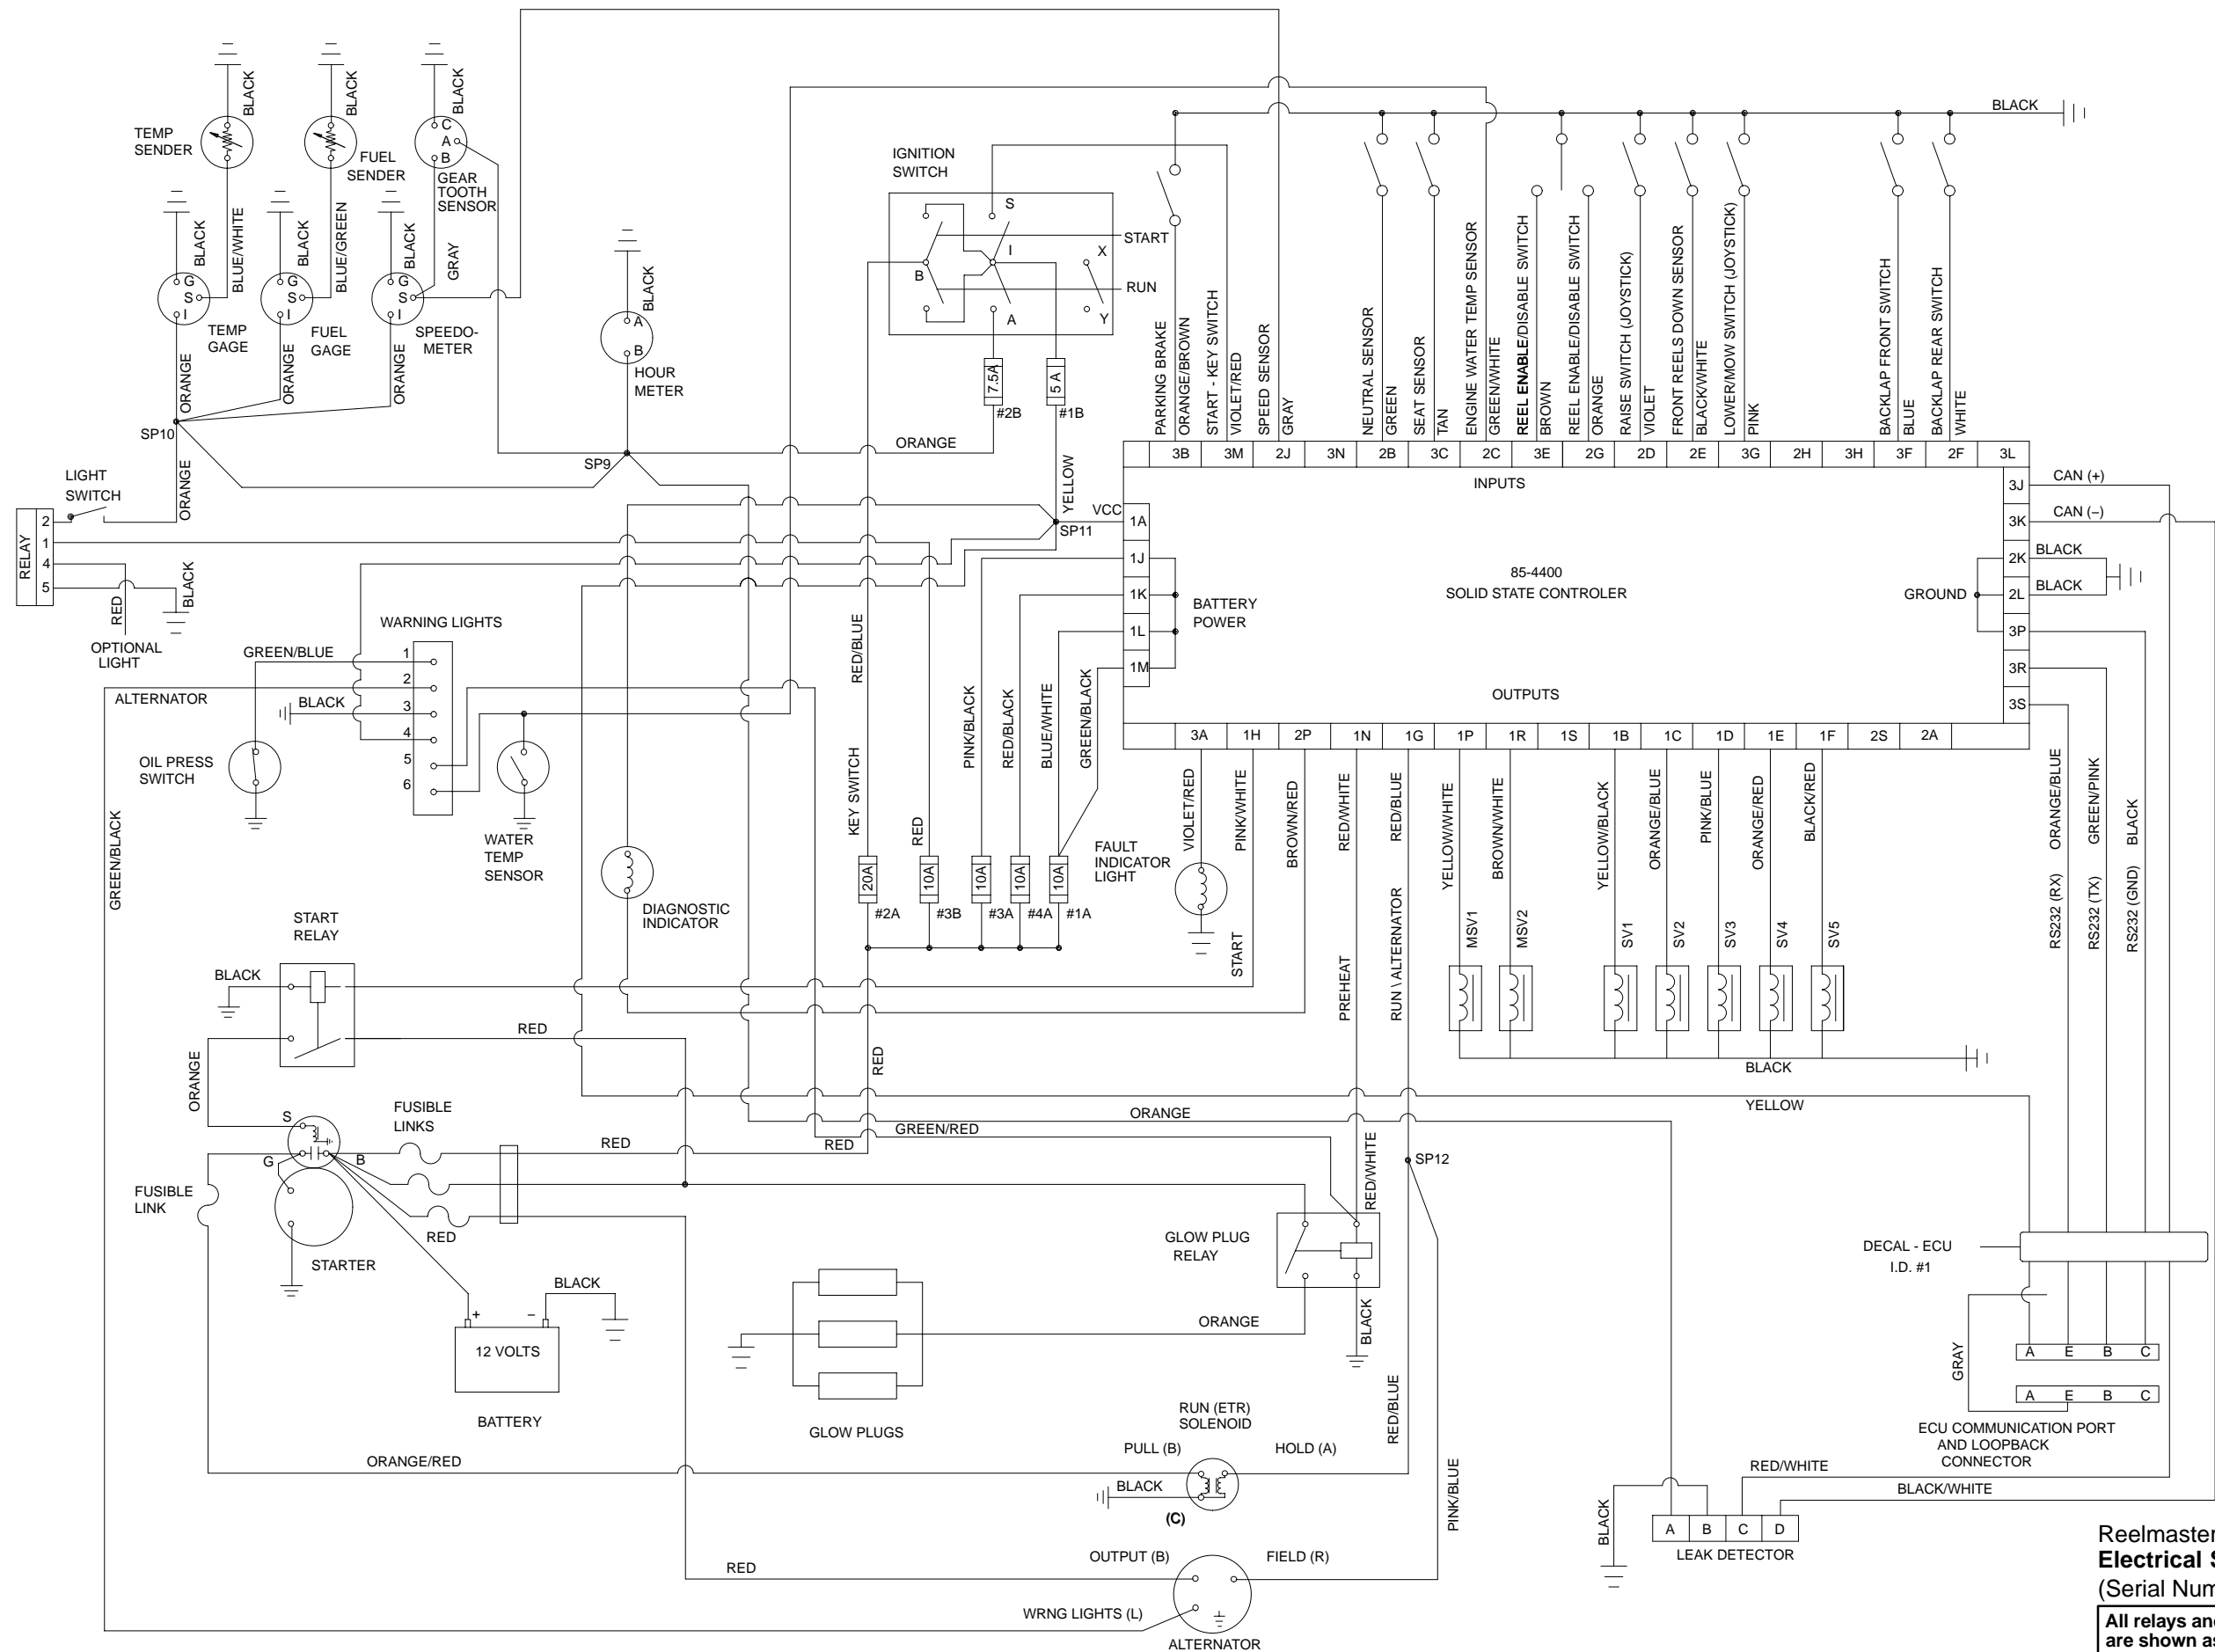 BLACK
BLACK
BLACK
TEMP
SENDER
FUEL
SENDER
C
A
B
GEAR
TOOTH
SENSOR
BLACK
BLUE/WHITE
BLACK
BLUE/GREEN
BLACK
GRAY
G
S
I
TEMP
GAGE
G
S
I
FUEL
GAGE
G
S
I
SPEEDO-
METER
ORANGE
ORANGE
ORANGE
SP10
ORANGE
BLACK
A
B
HOUR
METER
SP9
ORANGE
IGNITION
SWITCH
S
B
I
X
A
Y
START
RUN
7.5A
#2B
5 A
#1B
YELLOW
VCC
SP11
BLACK
PARKING BRAKE
ORANGE/BROWN
START - KEY SWITCH
VIOLET/RED
SPEED SENSOR
GRAY
NEUTRAL SENSOR
GREEN
SEAT SENSOR
TAN
ENGINE WATER TEMP SENSOR
GREEN/WHITE
REEL ENABLE/DISABLE SWITCH
BROWN
REEL ENABLE/DISABLE SWITCH
ORANGE
RAISE SWITCH (JOYSTICK)
VIOLET
FRONT REELS DOWN SENSOR
BLACK/WHITE
LOWER/MOW SWITCH (JOYSTICK)
PINK
BACKLAP FRONT SWITCH
BLUE
BACKLAP REAR SWITCH
WHITE
3B 3M 2J 3N 2B 3C 2C 3E 2G 2D 2E 3G 2H 3H 3F 2F 3L
INPUTS
1A
1J
1K
1L
1M
BATTERY
POWER
85-4400
SOLID STATE CONTROLER
GROUND
OUTPUTS
3J
3K
2K
2L
3P
3R
3S
CAN (+)
CAN (–)
BLACK
BLACK
3A 1H 2P 1N 1G 1P 1R 1S 1B 1C 1D 1E 1F 2S 2A
LIGHT
SWITCH
RELAY
2
1
4
5
RED
BLACK
OPTIONAL
LIGHT
WARNING LIGHTS
GREEN/BLUE
ALTERNATOR
BLACK
1
2
3
4
5
6
OIL PRESS
SWITCH
WATER
TEMP
SENSOR
GREEN/BLACK
DIAGNOSTIC
INDICATOR
RED/BLUE
KEY SWITCH
RED
PINK/BLACK
RED/BLACK
BLUE/WHITE
GREEN/BLACK
20A
#2A
10A
#3B
10A
#3A
10A
#4A
10A
#1A
FAULT
INDICATOR
LIGHT
VIOLET/RED
PINK/WHITE
START
BROWN/RED
RED/WHITE
PREHEAT
RED/BLUE
RUN \ ALTERNATOR
YELLOW/WHITE
MSV1
BROWN/WHITE
MSV2
YELLOW/BLACK
SV1
ORANGE/BLUE
SV2
PINK/BLUE
SV3
ORANGE/RED
SV4
BLACK/RED
SV5
BLACK
RS232 (RX) ORANGE/BLUE
RS232 (TX) GREEN/PINK
RS232 (GND) BLACK
START
RELAY
BLACK
RED
ORANGE
RED
S
FUSIBLE
LINKS
RED
RED
G
B
FUSIBLE
LINK
RED
STARTER
ORANGE
GREEN/RED
YELLOW
RED/WHITE
SP12
GLOW PLUG
RELAY
BLACK
ORANGE
+
–
BLACK
12 VOLTS
BATTERY
GLOW PLUGS
DECAL - ECU
I.D. #1
GRAY
A E B C
A E B C
ECU COMMUNICATION PORT
AND LOOPBACK
CONNECTOR
RUN (ETR)
SOLENOID
PULL (B)
HOLD (A)
BLACK
(C)
ORANGE/RED
RED/BLUE
PINK/BLUE
RED/WHITE
BLACK/WHITE
BLACK
A B C D
LEAK DETECTOR
RED
OUTPUT (B)
FIELD (R)
WRNG LIGHTS (L)
ALTERNATOR
Reelmaster
Electrical S
(Serial Num
All relays and
are shown as